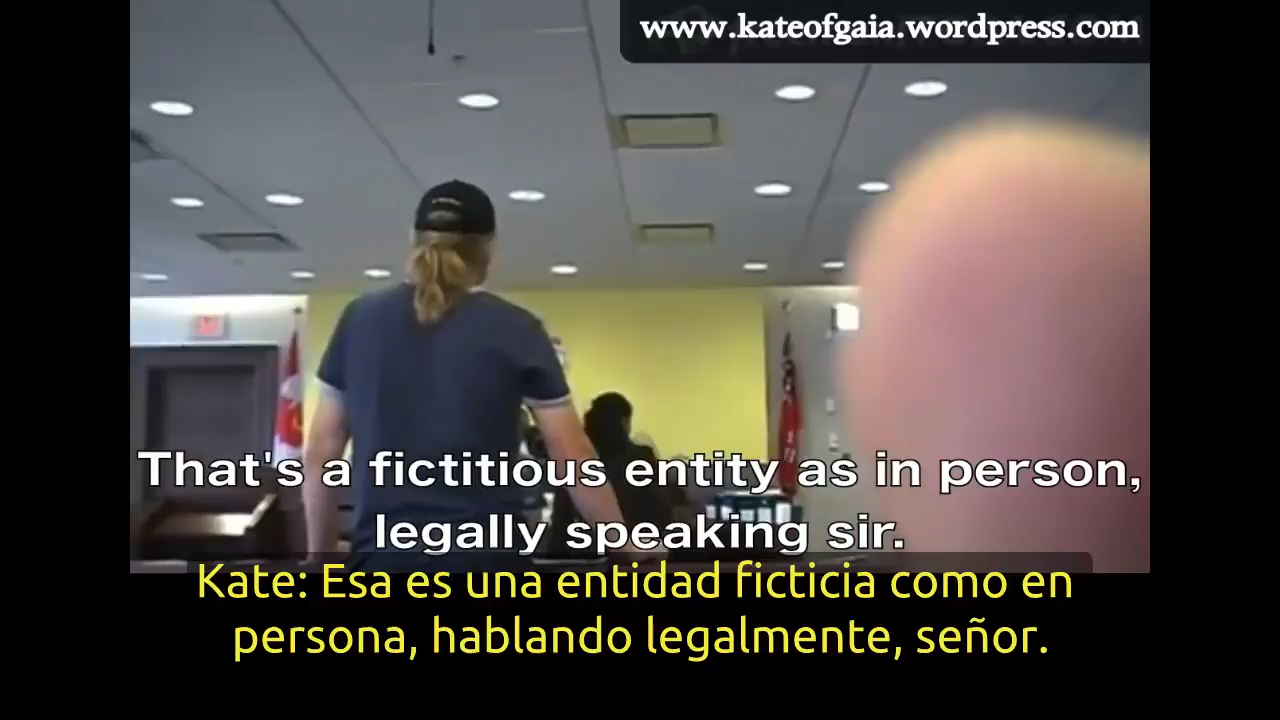 www.kateofgaia.wordpress.com
That's a fictitious entity as in person,
legally speaking sir.
Kate: Esa es una entidad ficticia como en
persona, hablando legalmente, señor.